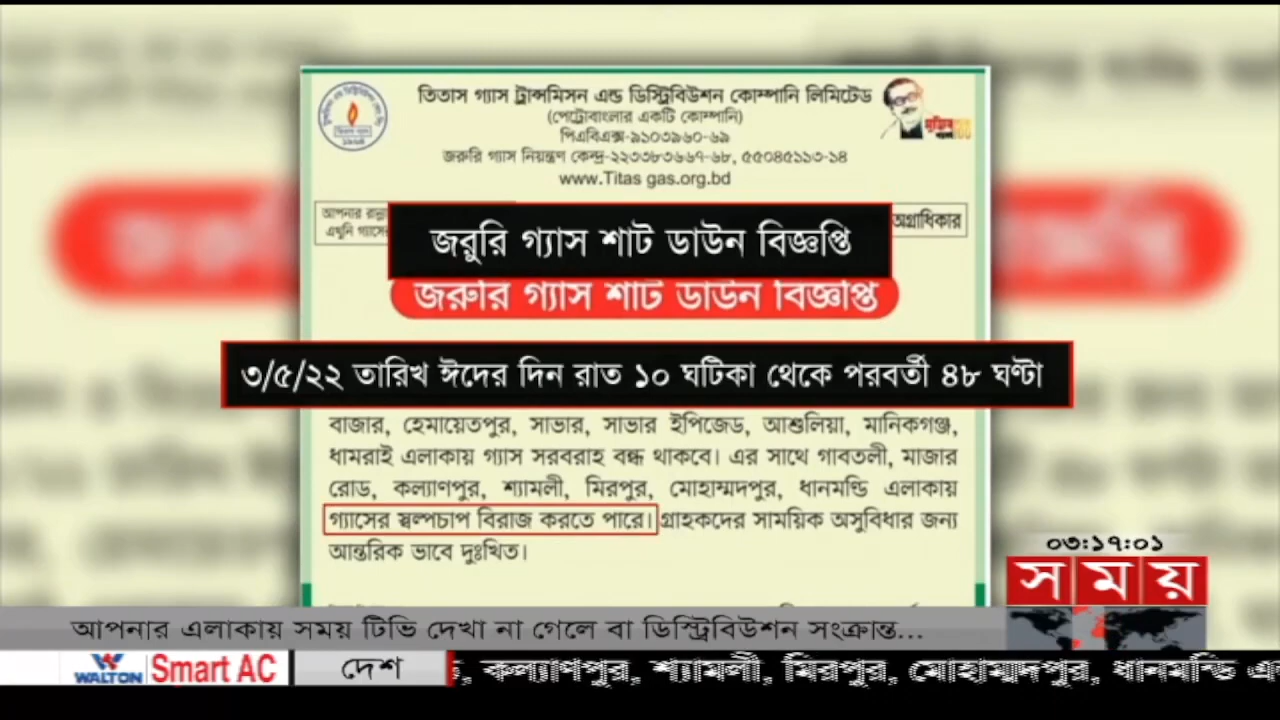 তিতাস গ্যাস ট্রান্সমিসন এন্ড ডিস্ট্রিবিউশন কোম্পানি লিমিটেড
(পেট্রোবাংলার একটি কোম্পানি)
পিএবিএক্স-৯১০৩৯৬০-৬৯
জরুরি গ্যাস নিয়ন্ত্রণ কেন্দ্র-২২৩৩৮৩৬৬৭-৬৮, ৫৫০৪৫১১৩-১৪
www.Titas gas.org.bd
আপনার রান্না
এখুনি গ্যাসের
অগ্রাধিকার
জরুরি গ্যাস শাট ডাউন বিজ্ঞপ্তি
জরুরি গ্যাস শাট ডাউন বিজ্ঞপ্তি
৩/৫/২২ তারিখ ঈদের দিন রাত ১০ ঘটিকা থেকে পরবর্তী ৪৮ ঘণ্টা
বাজার, হেমায়েতপুর, সাভার, সাভার ইপিজেড, আশুলিয়া, মানিকগঞ্জ,
ধামরাই এলাকায় গ্যাস সরবরাহ বন্ধ থাকবে। এর সাথে গাবতলী, মাজার
রোড, কল্যাণপুর, শ্যামলী, মিরপুর, মোহাম্মদপুর, ধানমন্ডি এলাকায়
গ্যাসের স্বল্পচাপ বিরাজ করতে পারে। গ্রাহকদের সাময়িক অসুবিধার জন্য
আন্তরিক ভাবে দুঃখিত।
০৩:১৭:০১
সময়
আপনার এলাকায় সময় টিভি দেখা না গেলে বা ডিস্ট্রিবিউশন সংক্রান্ত...
WALTON Smart AC
দেশ
, কল্যাণপুর, শ্যামলী, মিরপুর, মোহাম্মদপুর, ধানমন্ডি এ